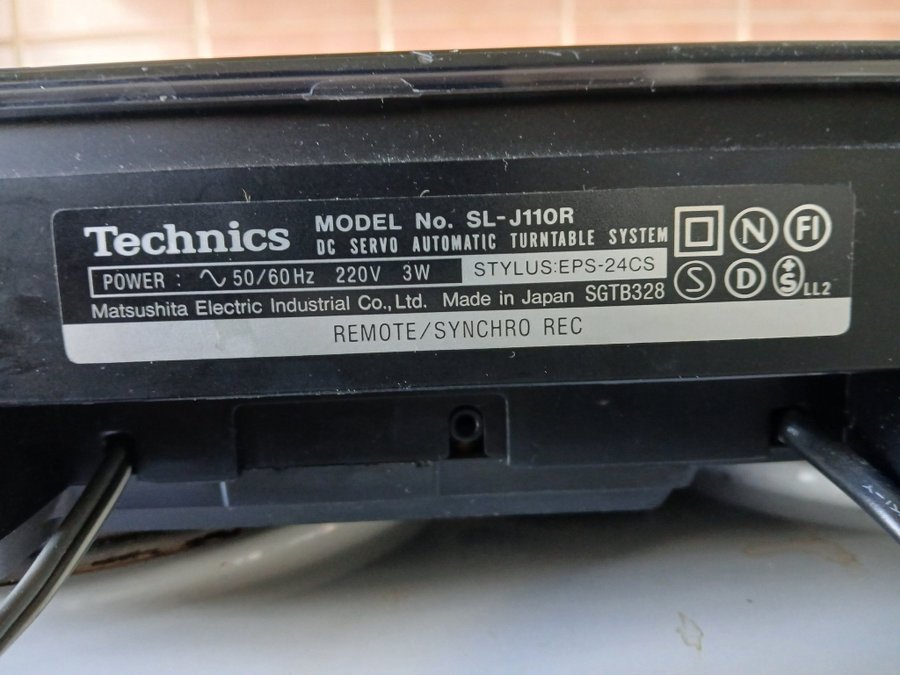 Technics MODEL No. SL-J110R
DC SERVO AUTOMATIC TURNTABLE SYSTEM
N FI
POWER : 50/60Hz 220V 3W STYLUS:EPS-24CS
S D +S LL2
Matsushita Electric Industrial Co., Ltd. Made in Japan SGTB328
REMOTE/SYNCHRO REC